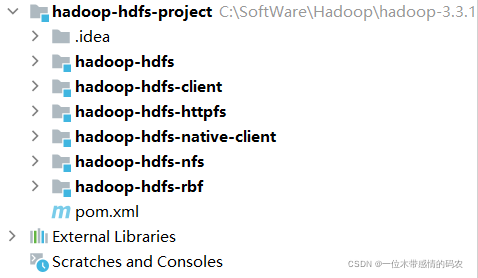 hadoop-hdfs-project C:\SoftWare\Hadoop\hadoop-3.3.1
.idea
hadoop-hdfs
hadoop-hdfs-client
hadoop-hdfs-httpfs
hadoop-hdfs-native-client
hadoop-hdfs-nfs
hadoop-hdfs-rbf
m pom.xml
External Libraries
Scratches and Consoles
CSDN @一位木带感情的码农